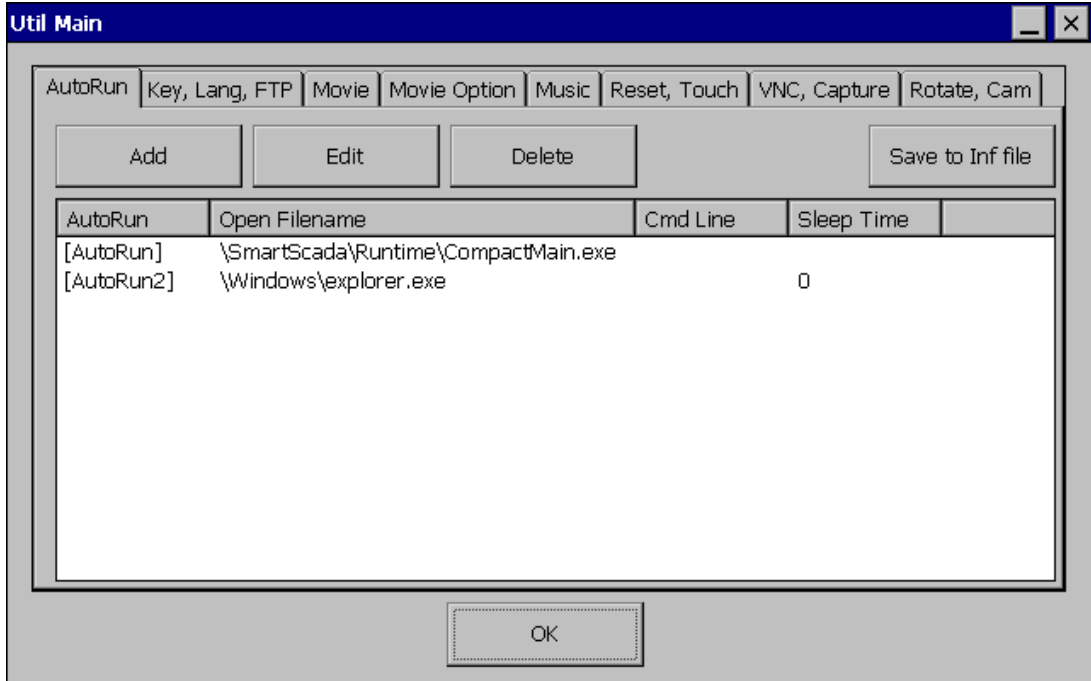 Util Main
AutoRun Key, Lang, FTP Movie Movie Option Music Reset, Touch VNC, Capture Rotate, Cam
Add Edit Delete Save to Inf file
AutoRun Open Filename Cmd Line Sleep Time
[AutoRun] \SmartScada\Runtime\CompactMain.exe
[AutoRun2] \Windows\explorer.exe 0
OK